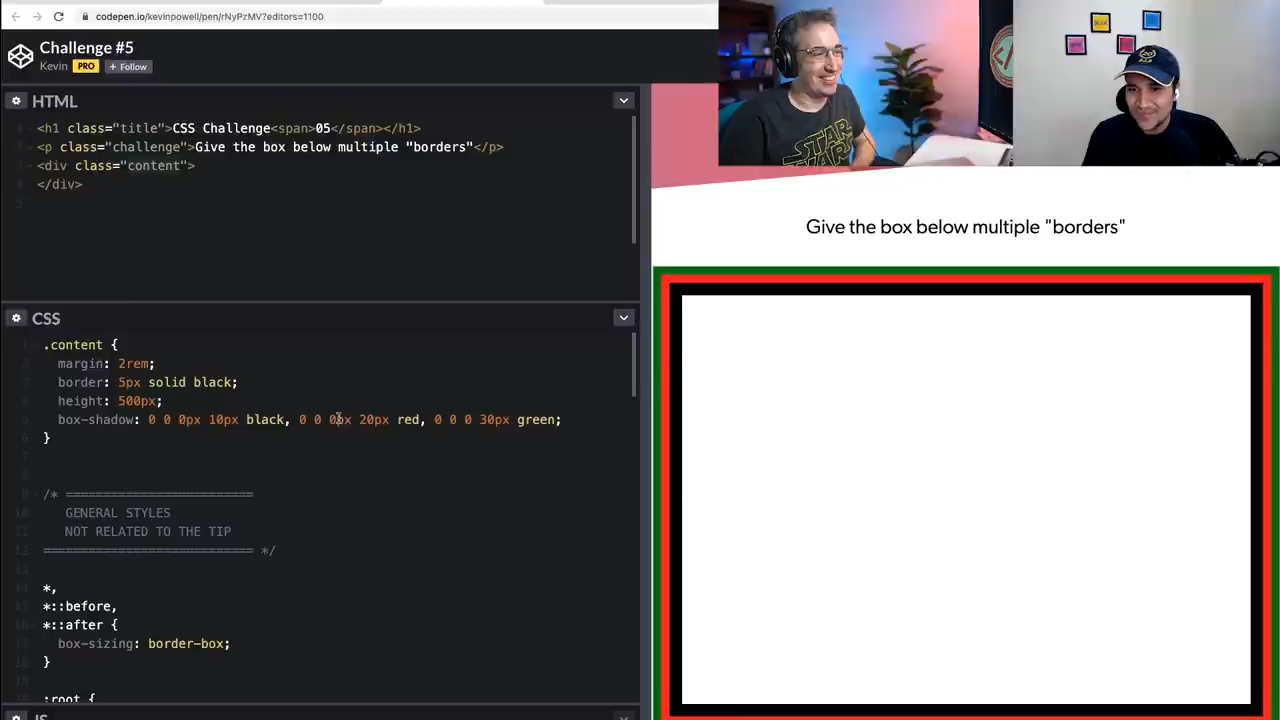 codepen.io/kevinpowell/pen/rNyPzMV?editors=1100
Challenge #5
Kevin PRO + Follow
HTML
<h1 class="title">CSS Challenge<span>05</span></h1>
<p class="challenge">Give the box below multiple "borders"</p>
<div class="content">
</div>
5
CSS
.content {
margin: 2rem;
border: 5px solid black;
height: 500px;
box-shadow: 0 0 0px 10px black, 0 0 0px 20px red, 0 0 0 30px green;
}
/* =========================
GENERAL STYLES
NOT RELATED TO THE TIP
============================ */
*,
*::before,
*::after {
box-sizing: border-box;
}
:root {
JS
STAR
WARS
Give the box below multiple "borders"